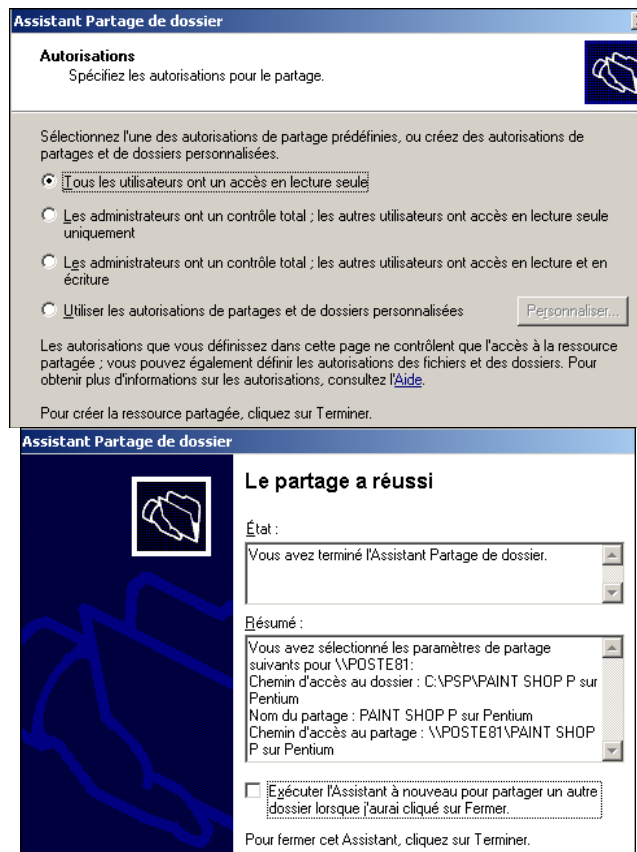 Assistant Partage de dossier
Autorisations
Spécifiez les autorisations pour le partage.
Sélectionnez l'une des autorisations de partage prédéfinies, ou créez des autorisations de
partages et de dossiers personnalisées.
Tous les utilisateurs ont un accès en lecture seule
Les administrateurs ont un contrôle total ; les autres utilisateurs ont accès en lecture seule
uniquement
Les administrateurs ont un contrôle total ; les autres utilisateurs ont accès en lecture et en
écriture
Utiliser les autorisations de partages et de dossiers personnalisées
Personnaliser...
Les autorisations que vous définissez dans cette page ne contrôlent que l'accès à la ressource
partagée ; vous pouvez également définir les autorisations des fichiers et des dossiers. Pour
obtenir plus d'informations sur les autorisations, consultez l'Aide.
Pour créer la ressource partagée, cliquez sur Terminer.
Assistant Partage de dossier
Le partage a réussi
État :
Vous avez terminé l'Assistant Partage de dossier.
Résumé :
Vous avez sélectionné les paramètres de partage
suivants pour \\POSTE81:
Chemin d'accès au dossier : C:\PSP\PAINT SHOP P sur
Pentium
Nom du partage : PAINT SHOP P sur Pentium
Chemin d'accès au partage : \\POSTE81\PAINT SHOP
P sur Pentium
Exécuter l'Assistant à nouveau pour partager un autre
dossier lorsque j'aurai cliqué sur Fermer.
Pour fermer cet Assistant, cliquez sur Terminer.